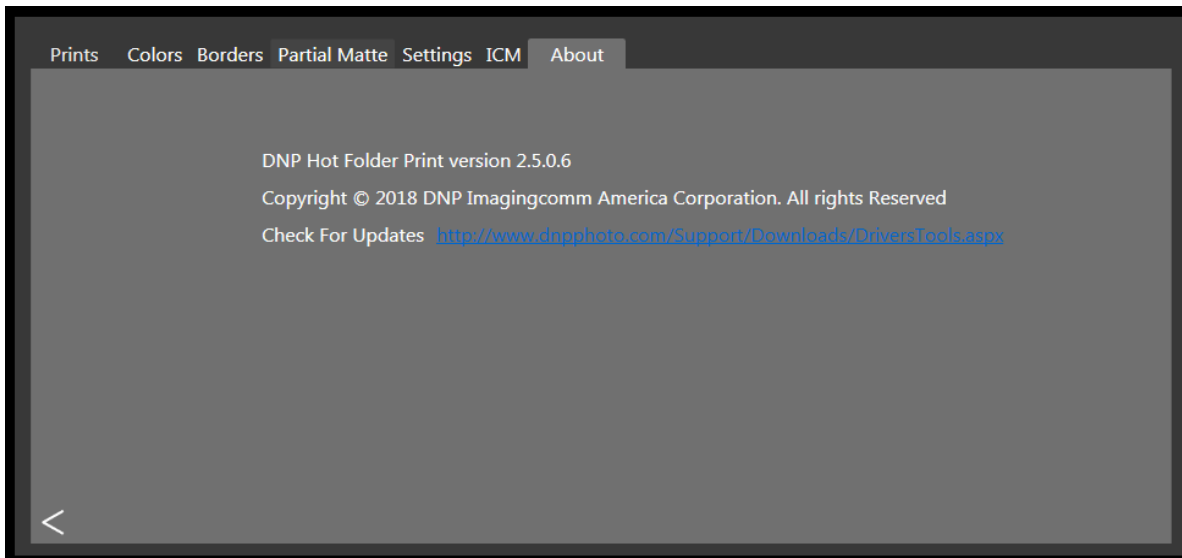 Prints Colors Borders Partial Matte Settings ICM About
DNP Hot Folder Print version 2.5.0.6
Copyright © 2018 DNP Imagingcomm America Corporation. All rights Reserved
Check For Updates http://www.dnpphoto.com/Support/Downloads/DriversTools.aspx
<